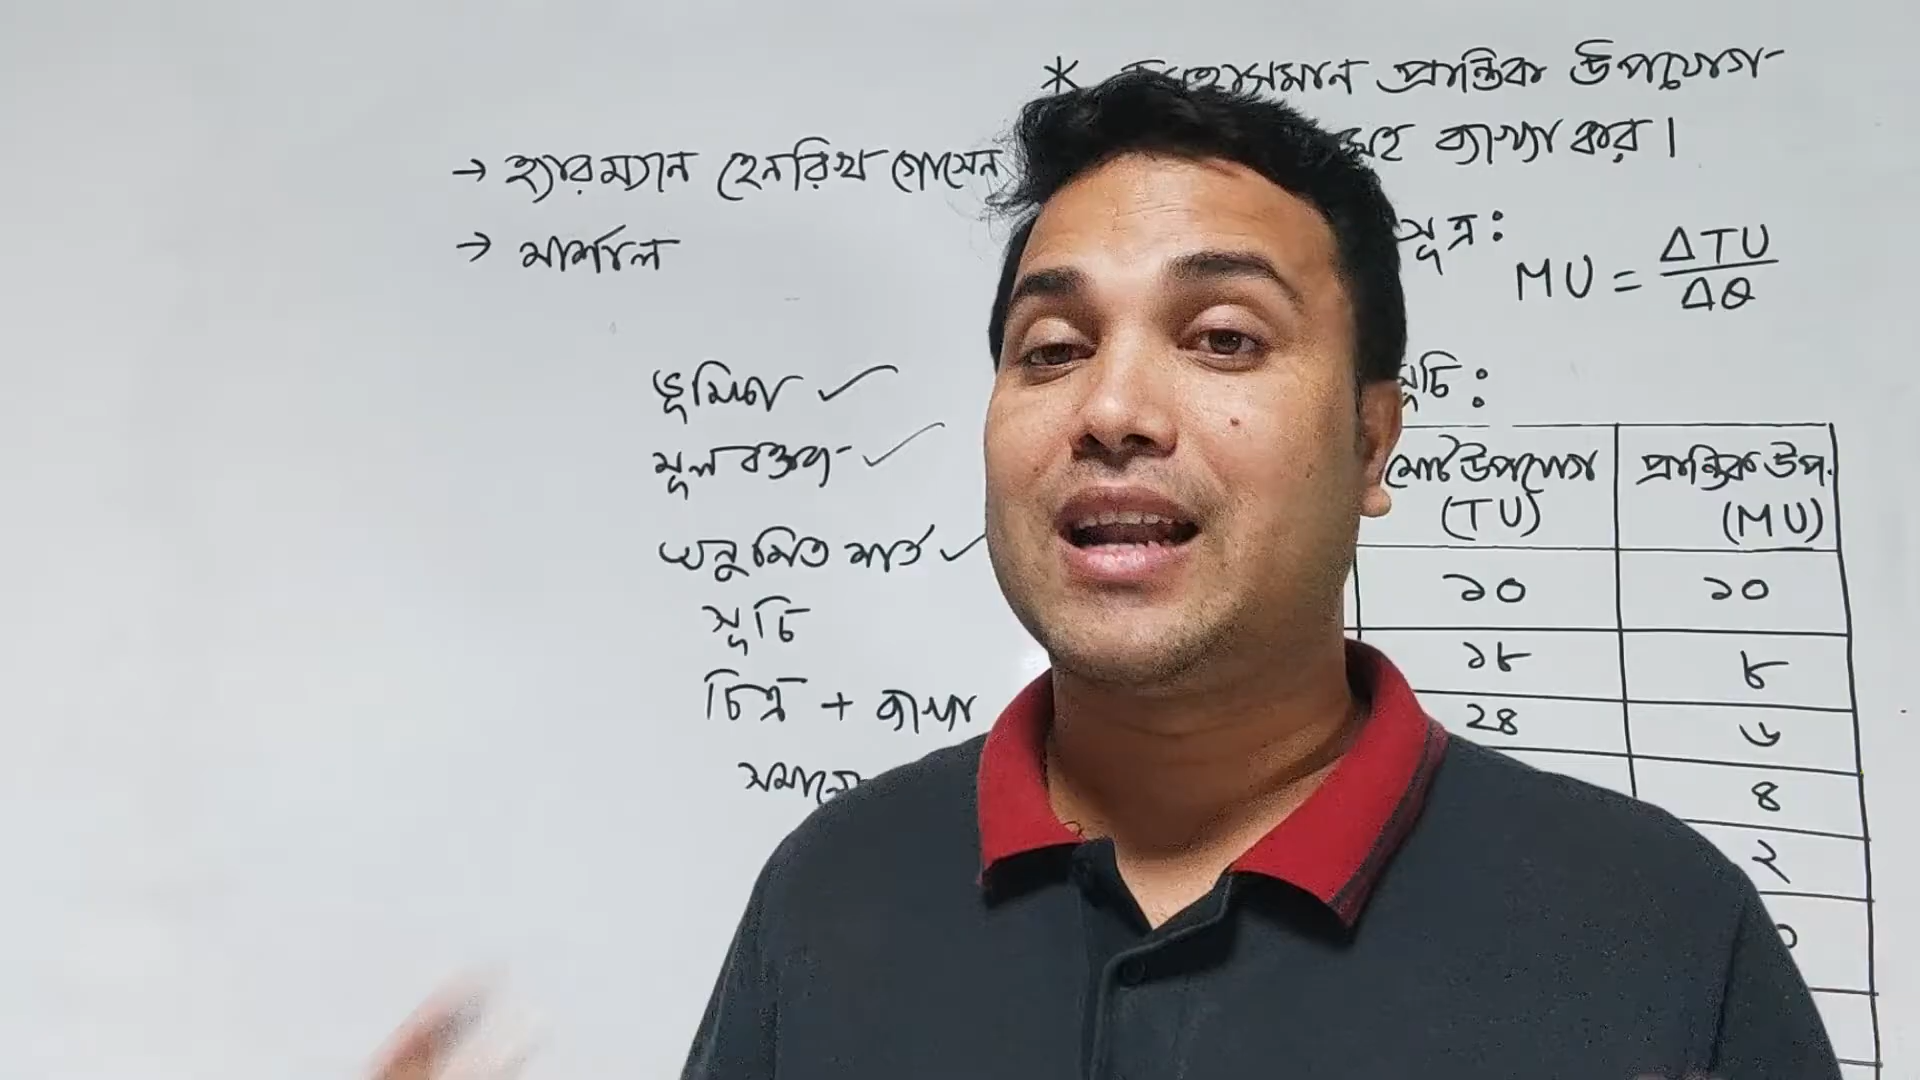 * প্রান্তিক উপযোগ
ব্যাখ্যা কর।
→ হ্যারম্যান হেনরিখ গোসেন
→ মার্শাল
সূত্র:
MU = ΔTU/ΔQ
ভূমিকা ✓
মূল বক্তব্য ✓
অনুমিত শর্ত ✓
সূচি
চিত্র + ব্যাখ্যা
সূচি:
মোট উপযোগ (TU) প্রান্তিক উপ. (MU)
১০ ১০
১৮ ৮
২৪ ৬
৪
২
০